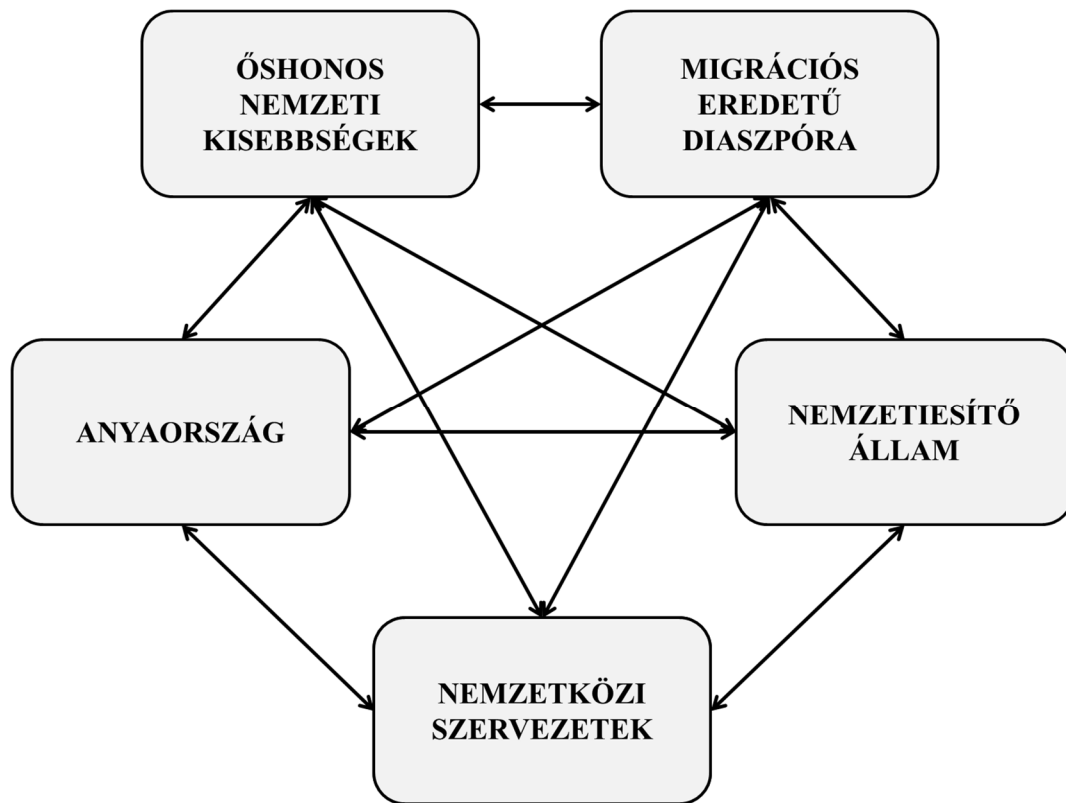 ŐSHONOS
NEMZETI
KISEBBSÉGEK
MIGRÁCIÓS
EREDETŰ
DIASZPÓRA
ANYAORSZÁG
NEMZETIESÍTŐ
ÁLLAM
NEMZETKÖZI
SZERVEZETEK